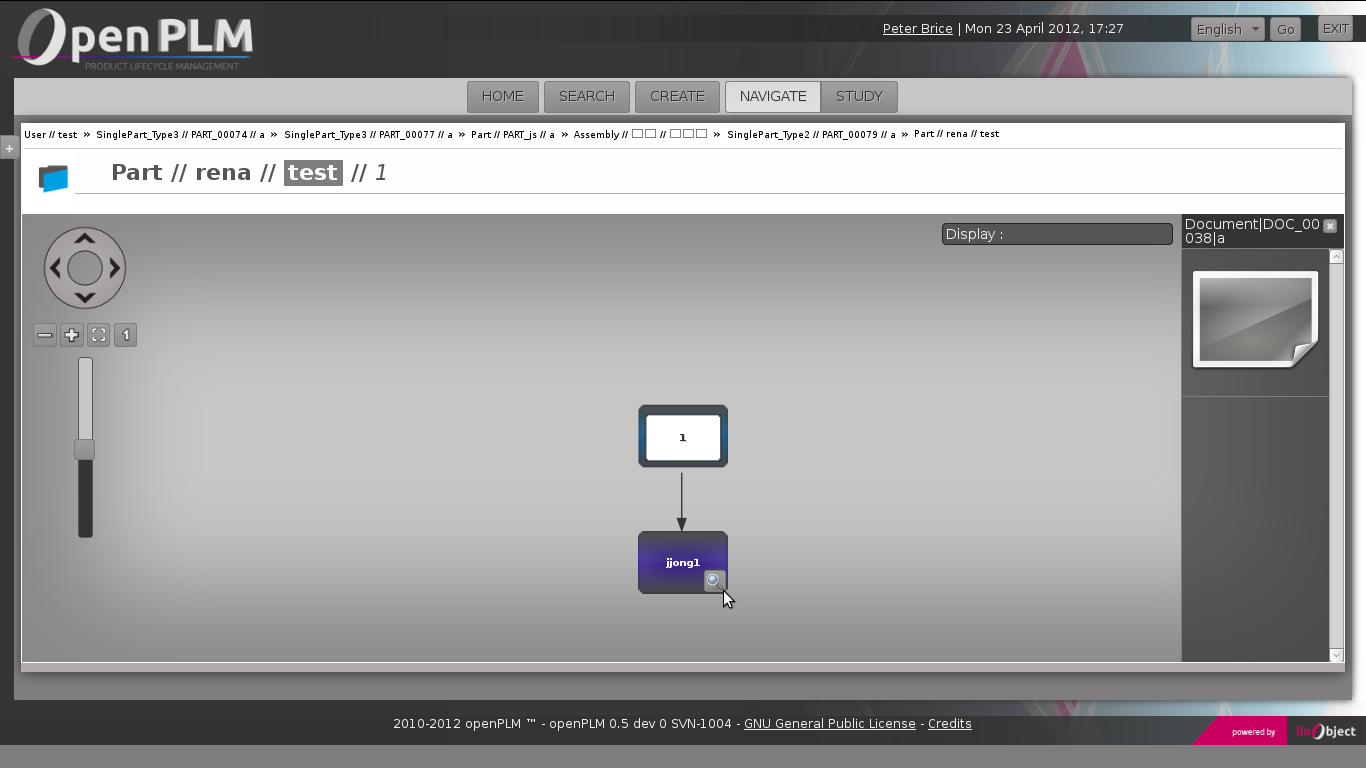 OpenPLM
PRODUCT LIFECYCLE MANAGEMENT
Peter Brice | Mon 23 April 2012, 17:27
English
Go
EXIT
HOME
SEARCH
CREATE
NAVIGATE
STUDY
User // test » SinglePart_Type3 // PART_00074 // a » SinglePart_Type3 // PART_00077 // a » Part // PART_js // a » Assembly // □□ // □□□ » SinglePart_Type2 // PART_00079 // a » Part // rena // test
+
Part // rena // test // 1
Display :
Document|DOC_00
038|a
1
1
jjong1
2010-2012 openPLM ™ - openPLM 0.5 dev 0 SVN-1004 - GNU General Public License - Credits
powered by
linObject